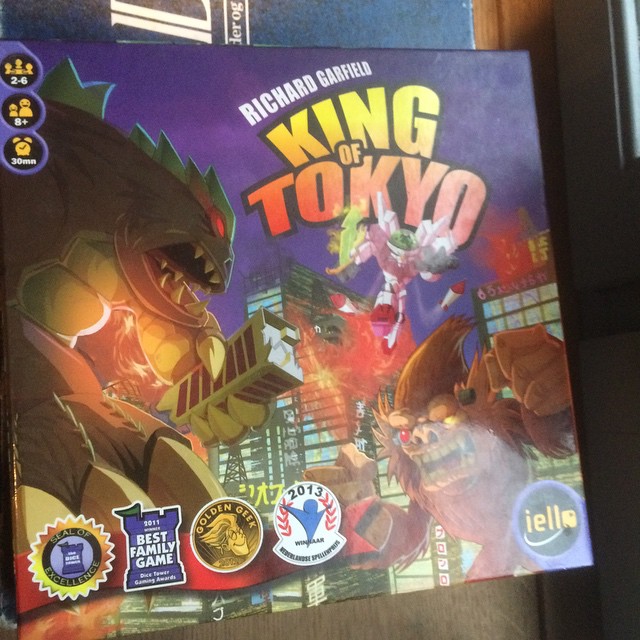 2-6
8+
30mn
RICHARD GARFIELD
KING
OF
TOKYO
SEAL OF
EXCELLENCE
2011
WINNER
BEST
FAMILY
GAME
Dice Tower
Gaming Awards
GOLDEN GEEK
2013
WINNAAR
NEDERLANDSE SPELLENPRIJS
iello